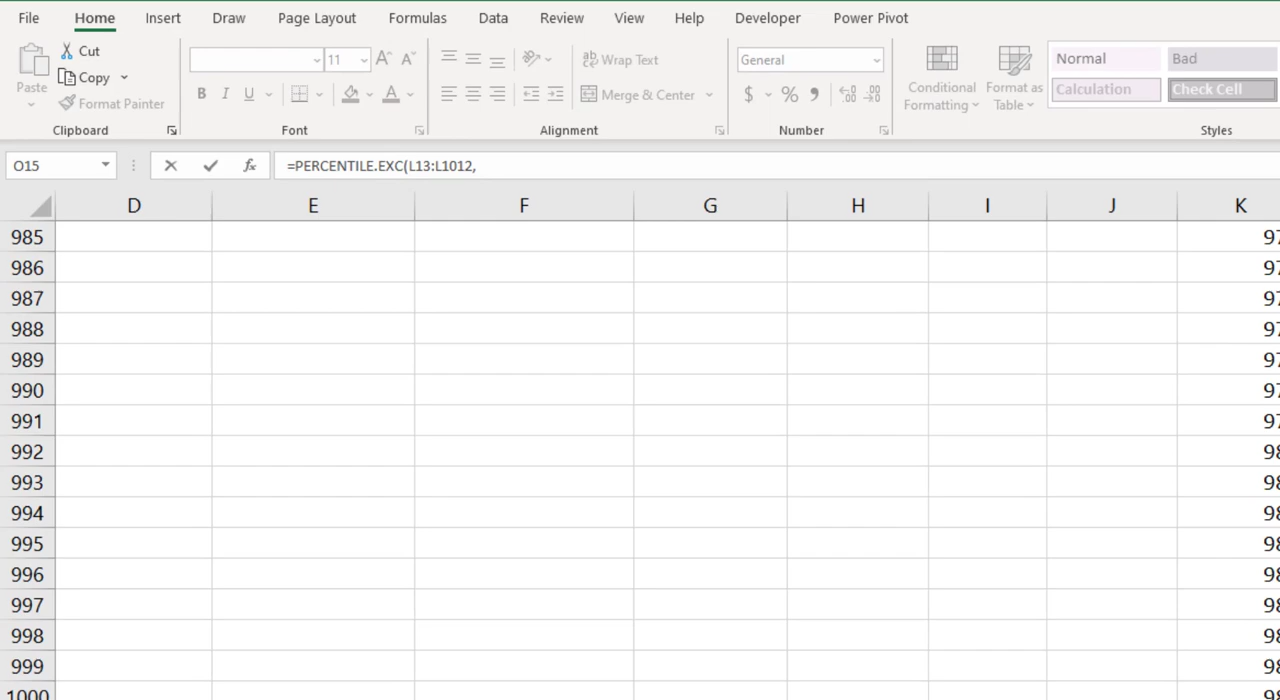 File Home Insert Draw Page Layout Formulas Data Review View Help Developer Power Pivot
Cut
Copy
Format Painter
Paste
Clipboard
11
B I U
A
Font
Wrap Text
Merge & Center
Alignment
General
$ %
Number
Conditional Formatting
Format as Table
Normal Bad
Calculation Check Cell
Styles
O15 fx =PERCENTILE.EXC(L13:L1012,
D E F G H I J K
985
986
987
988
989
990
991
992
993
994
995
996
997
998
999
1000